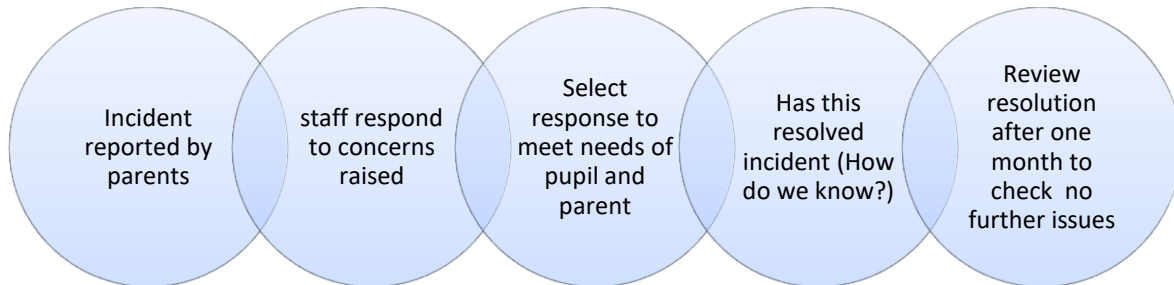 Incident
reported by
parents
staff respond
to concerns
raised
Select
response to
meet needs of
pupil and
parent
Has this
resolved
incident (How
do we know?)
Review
resolution
after one
month to
check no
further issues